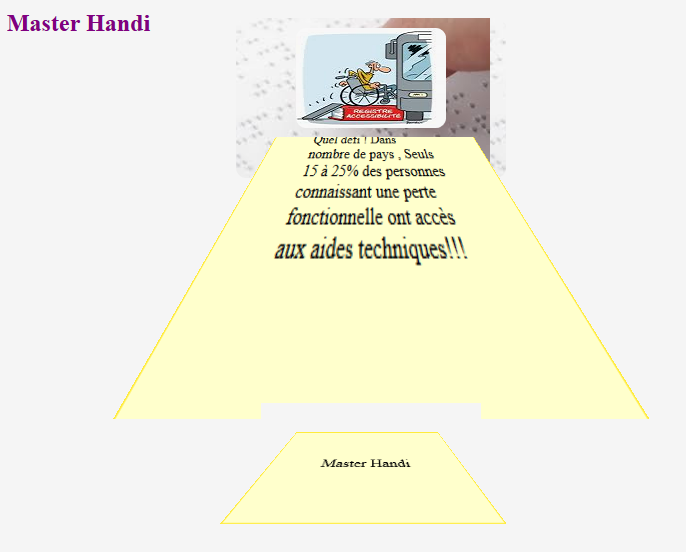 Master Handi
REGISTRE
ACCESSIBILITÉ
Quel défi ! Dans
nombre de pays , Seuls
15 à 25% des personnes
connaissant une perte
fonctionnelle ont accès
aux aides techniques!!!
Master Handi